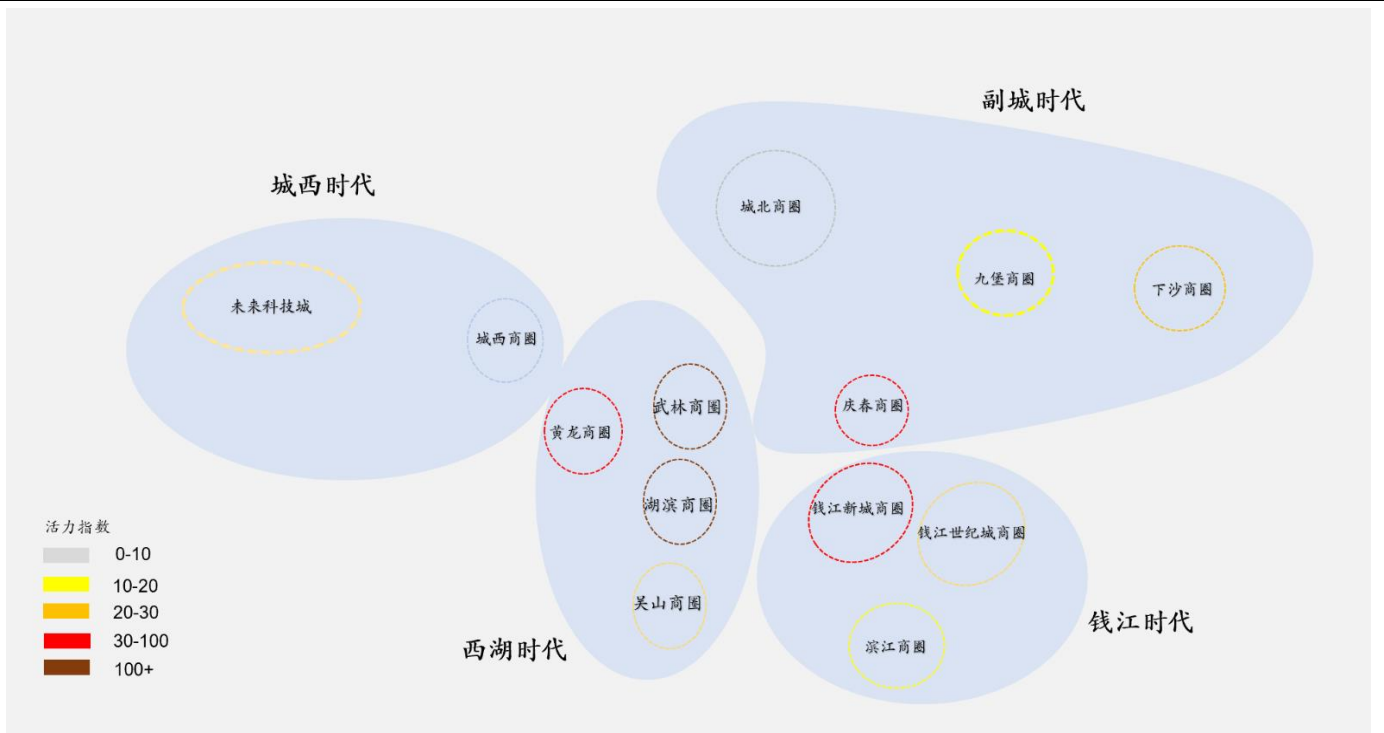 副城时代
城西时代
城北商圈
九堡商圈
下沙商圈
未来科技城
城西商圈
武林商圈
庆春商圈
黄龙商圈
湖滨商圈
钱江新城商圈
钱江世纪城商圈
吴山商圈
滨江商圈
西湖时代
钱江时代
活力指数
0-10
10-20
20-30
30-100
100+